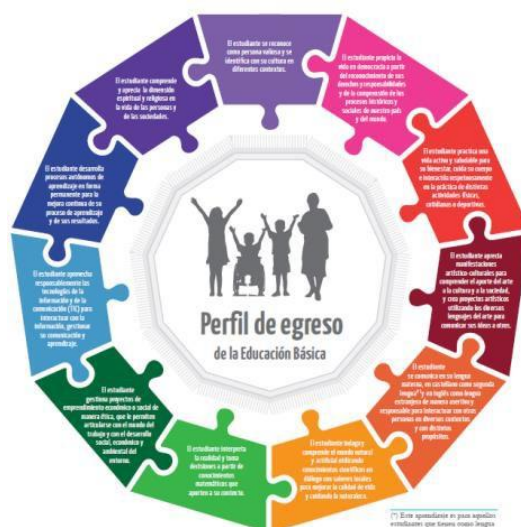 El estudiante se reconoce
como persona valiosa y se
identifica con su cultura en
diferentes contextos.
El estudiante propicia la
vida en democracia a partir
del reconocimiento de sus
derechos y responsabilidades
y de la comprensión de los
procesos históricos y
sociales de nuestro país
y del mundo.
El estudiante practica una
vida activa y saludable para
su bienestar, cuida su cuerpo
e interactúa respetuosamente
en la práctica de distintas
actividades físicas,
cotidianas o deportivas.
El estudiante aprecia
manifestaciones
artístico-culturales para
comprender el aporte del arte
a la cultura y a la sociedad,
y crea proyectos artísticos
utilizando los diversos
lenguajes del arte para
comunicar sus ideas a otros.
El estudiante
se comunica en su lengua
materna, en castellano como segunda
lengua(*) y en inglés como lengua
extranjera de manera asertiva y
responsable para interactuar con otras
personas en diversos contextos
y con distintos
propósitos.
El estudiante indaga y
comprende el mundo natural
y artificial utilizando
conocimientos científicos en
diálogo con saberes locales
para mejorar la calidad de vida
y cuidando la naturaleza.
El estudiante interpreta
la realidad y toma
decisiones a partir de
conocimientos
matemáticos que
aporten a su contexto.
El estudiante
gestiona proyectos de
emprendimiento económico o social de
manera ética, que le permiten
articularse con el mundo del
trabajo y con el desarrollo
social, económico y
ambiental del
entorno.
El estudiante aprovecha
responsablemente las
tecnologías de la
información y de la
comunicación (TIC) para
interactuar con la
información, gestionar
su comunicación y
aprendizaje.
El estudiante desarrolla
procesos autónomos de
aprendizaje en forma
permanente para la
mejora continua de su
proceso de aprendizaje
y de sus resultados.
El estudiante comprende
y aprecia la dimensión
espiritual y religiosa en
la vida de las personas y
de las sociedades.
Perfil de egreso
de la Educación Básica
(*) Este aprendizaje es para aquellos
estudiantes que tienen como lengua